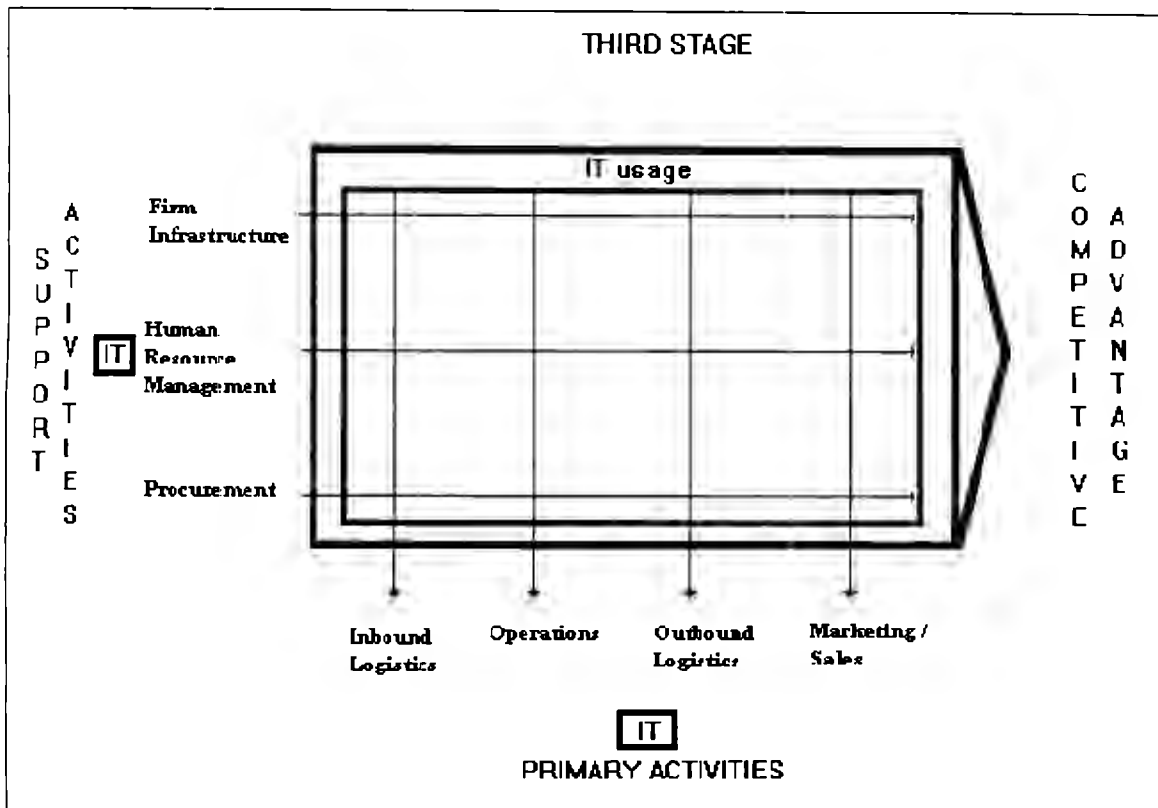 THIRD STAGE
IT usage
SUPPORT
ACTIVITIES
IT
Firm
Infrastructure
Human
Resource
Management
Procurement
COMPETITIVE
ADVANTAGE
Inbound
Logistics
Operations
Outbound
Logistics
Marketing /
Sales
IT
PRIMARY ACTIVITIES